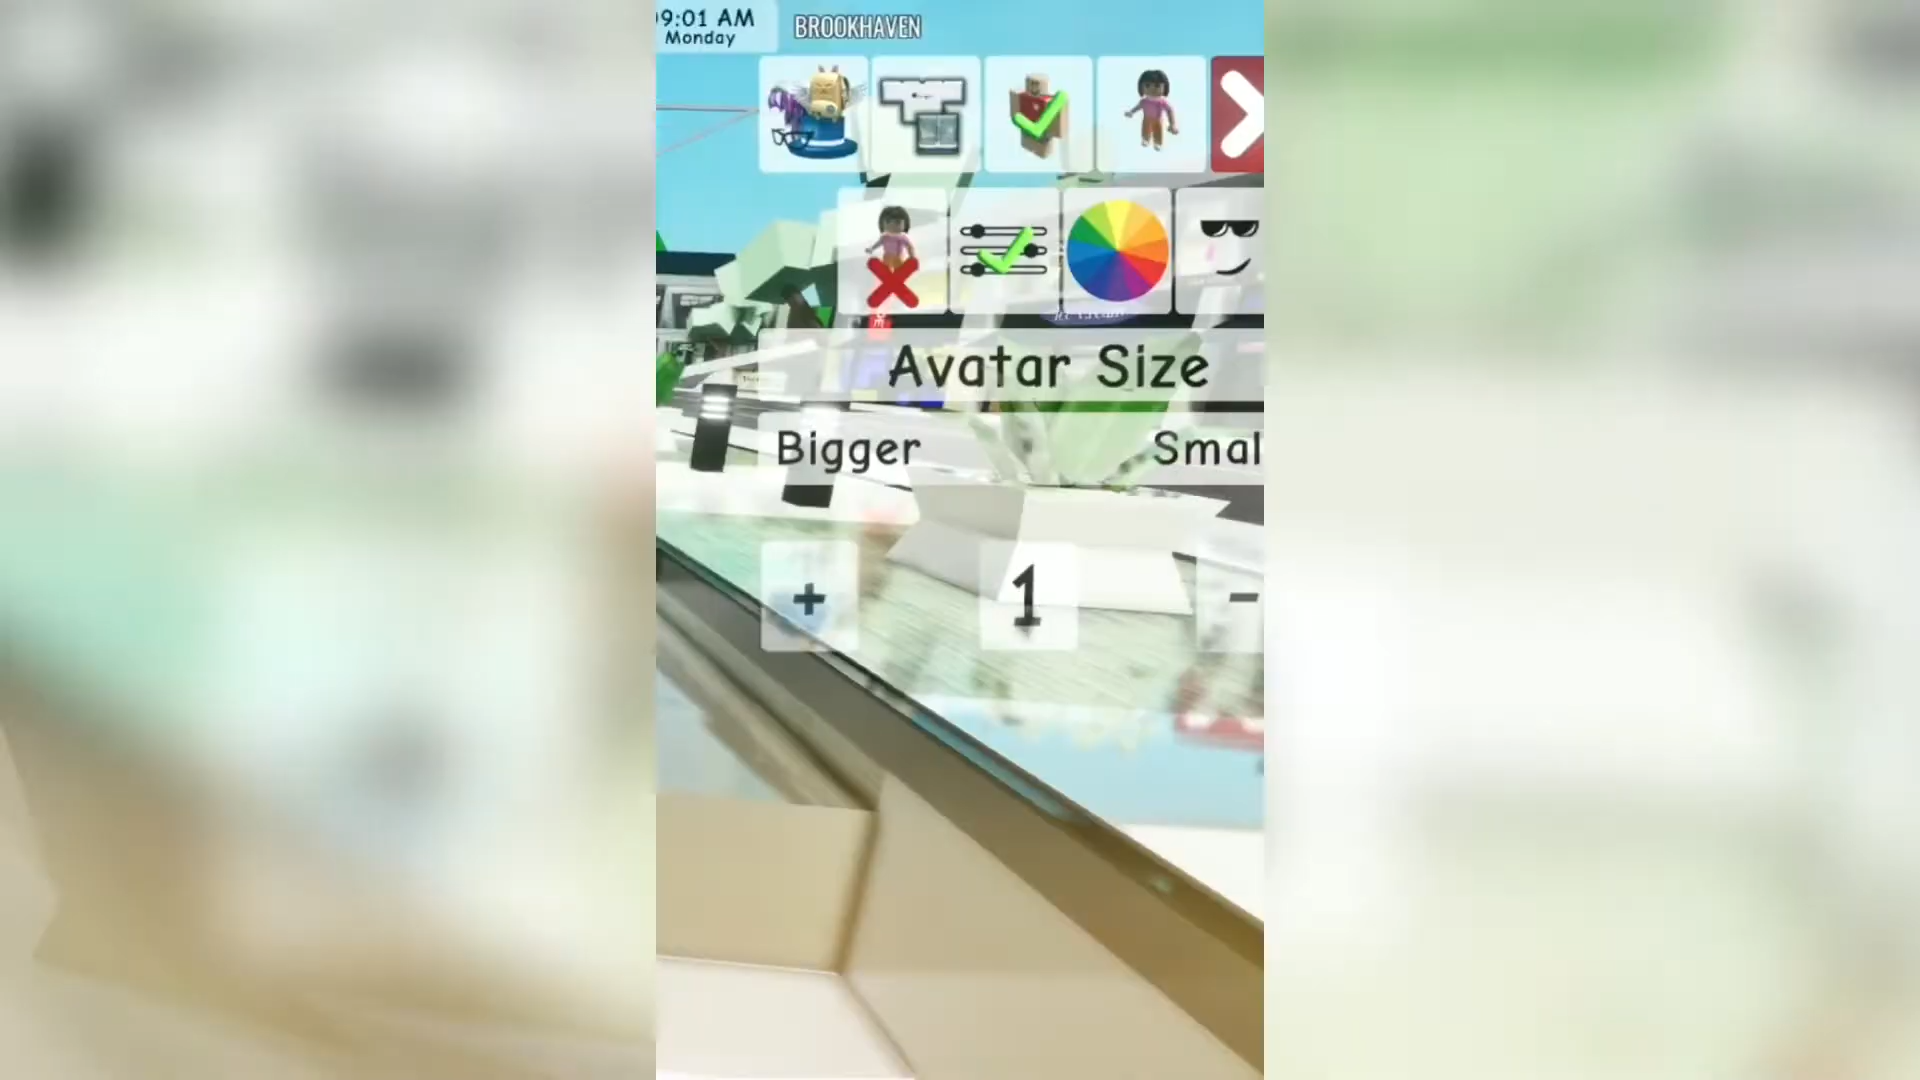 9:01 AM
Monday
BROOKHAVEN
Avatar Size
Bigger
Smal
+
1
-